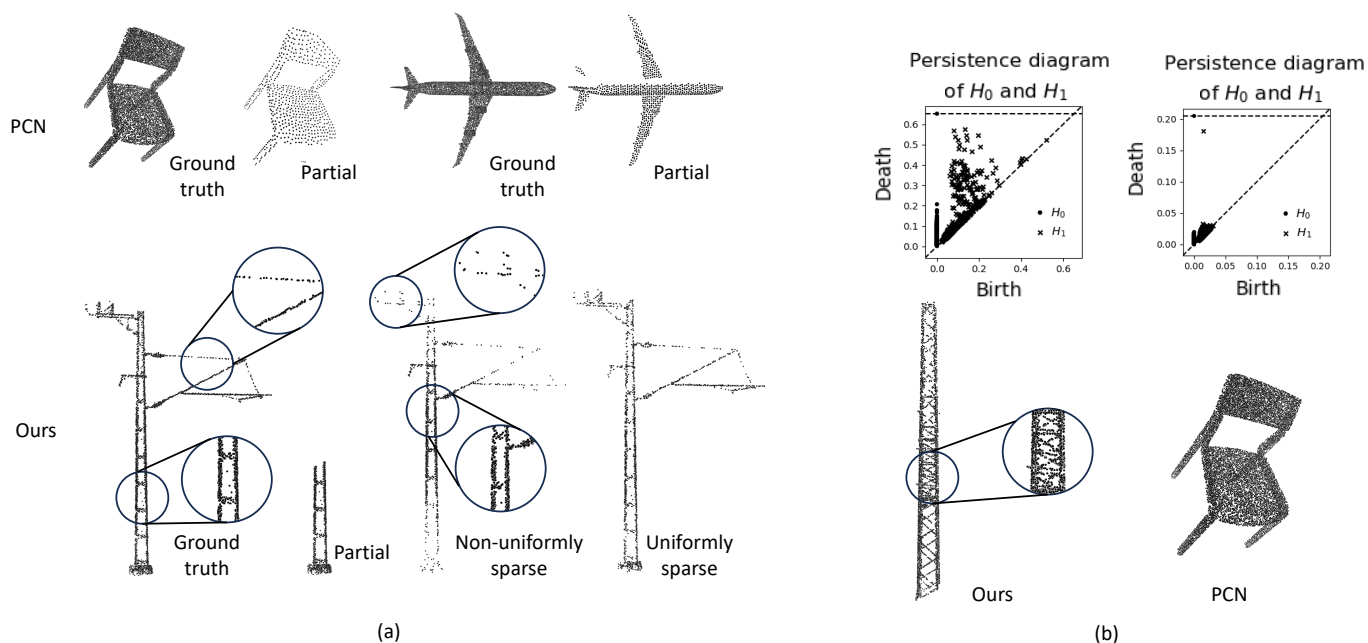 PCN
Ground
truth
Partial
Ground
truth
Partial
Ours
Ground
truth
Partial
Non-uniformly
sparse
Uniformly
sparse
(a)
Persistence diagram
of H₀ and H₁
Death
0.6
0.5
0.4
0.3
0.2
0.1
0.0
H₀
H₁
0.0 0.2 0.4 0.6
Birth
Persistence diagram
of H₀ and H₁
Death
0.20
0.15
0.10
0.05
0.00
H₀
H₁
0.00 0.05 0.10 0.15 0.20
Birth
Ours
PCN
(b)